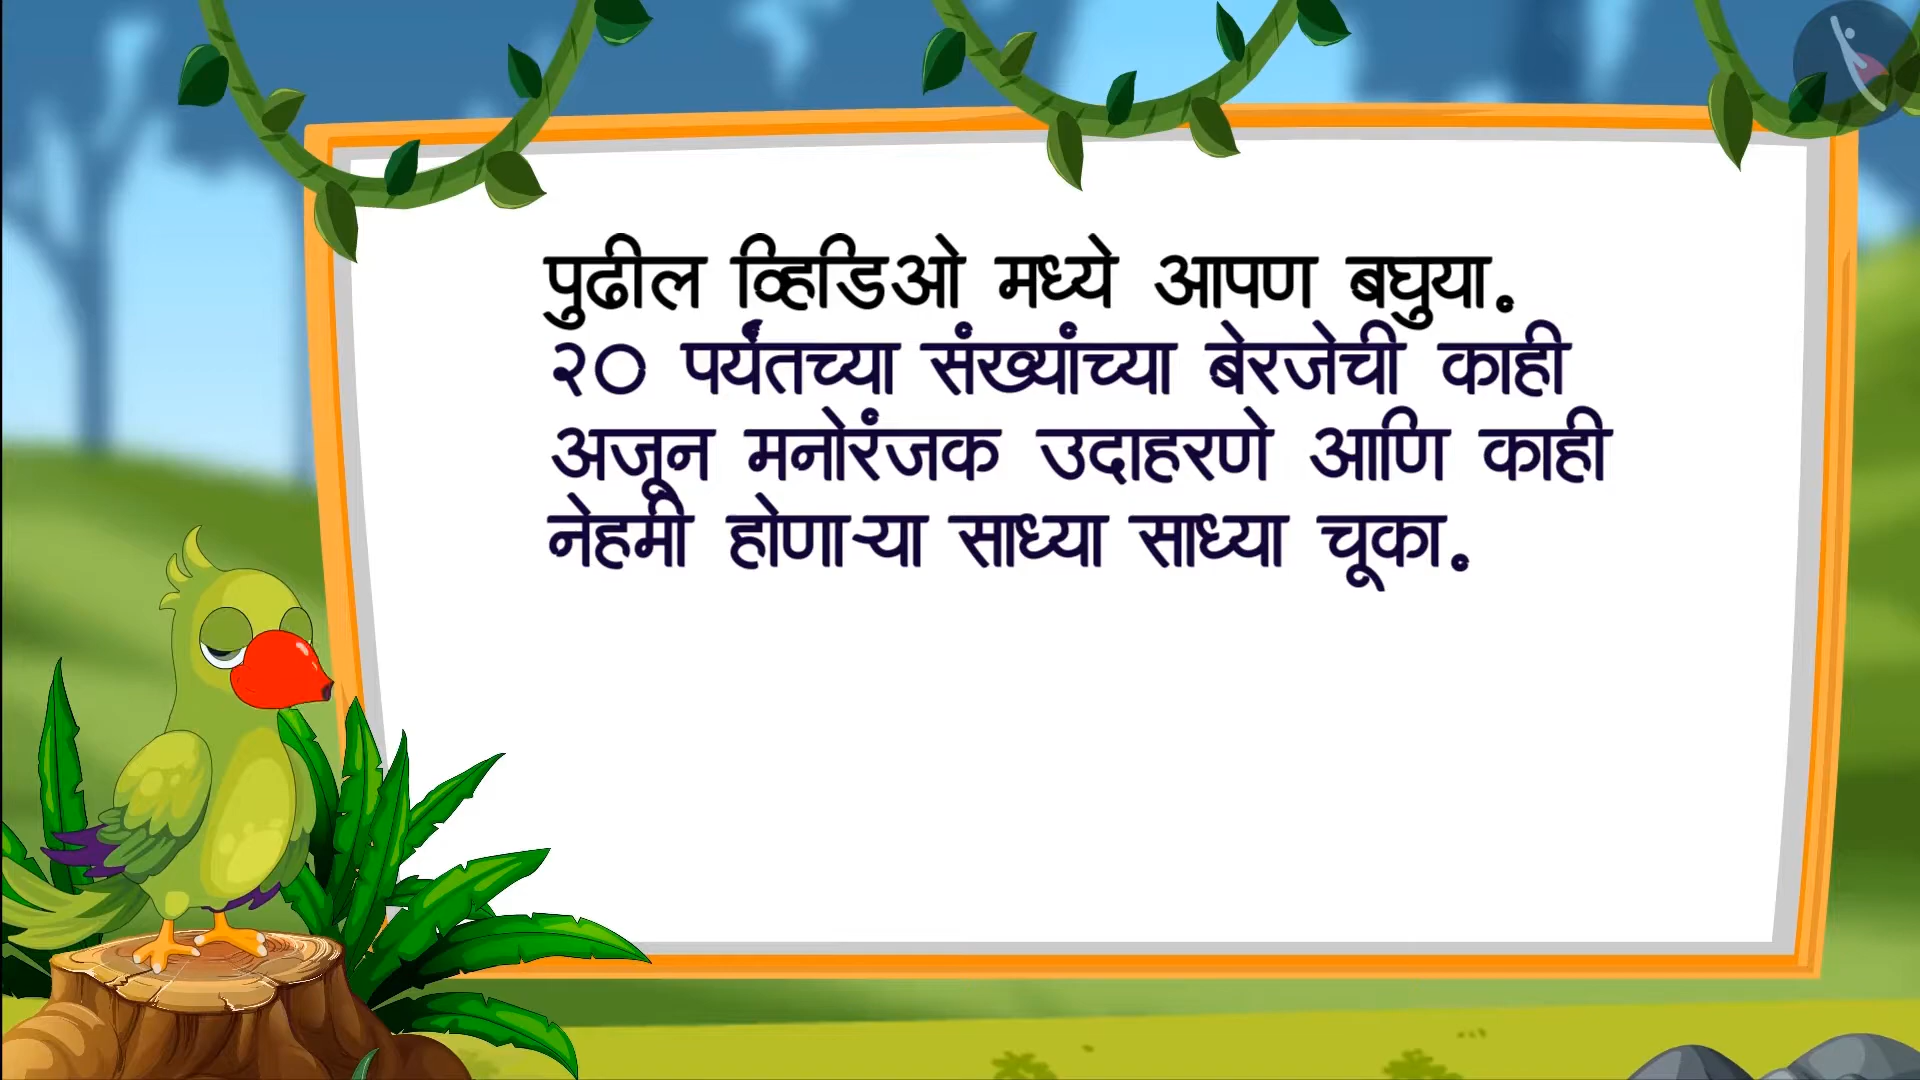 पुढील व्हिडिओ मध्ये आपण बघुया.
२० पर्यंतच्या संख्यांच्या बेरजेची काही
अजून मनोरंजक उदाहरणे आणि काही
नेहमी होणाऱ्या साध्या साध्या चूका.